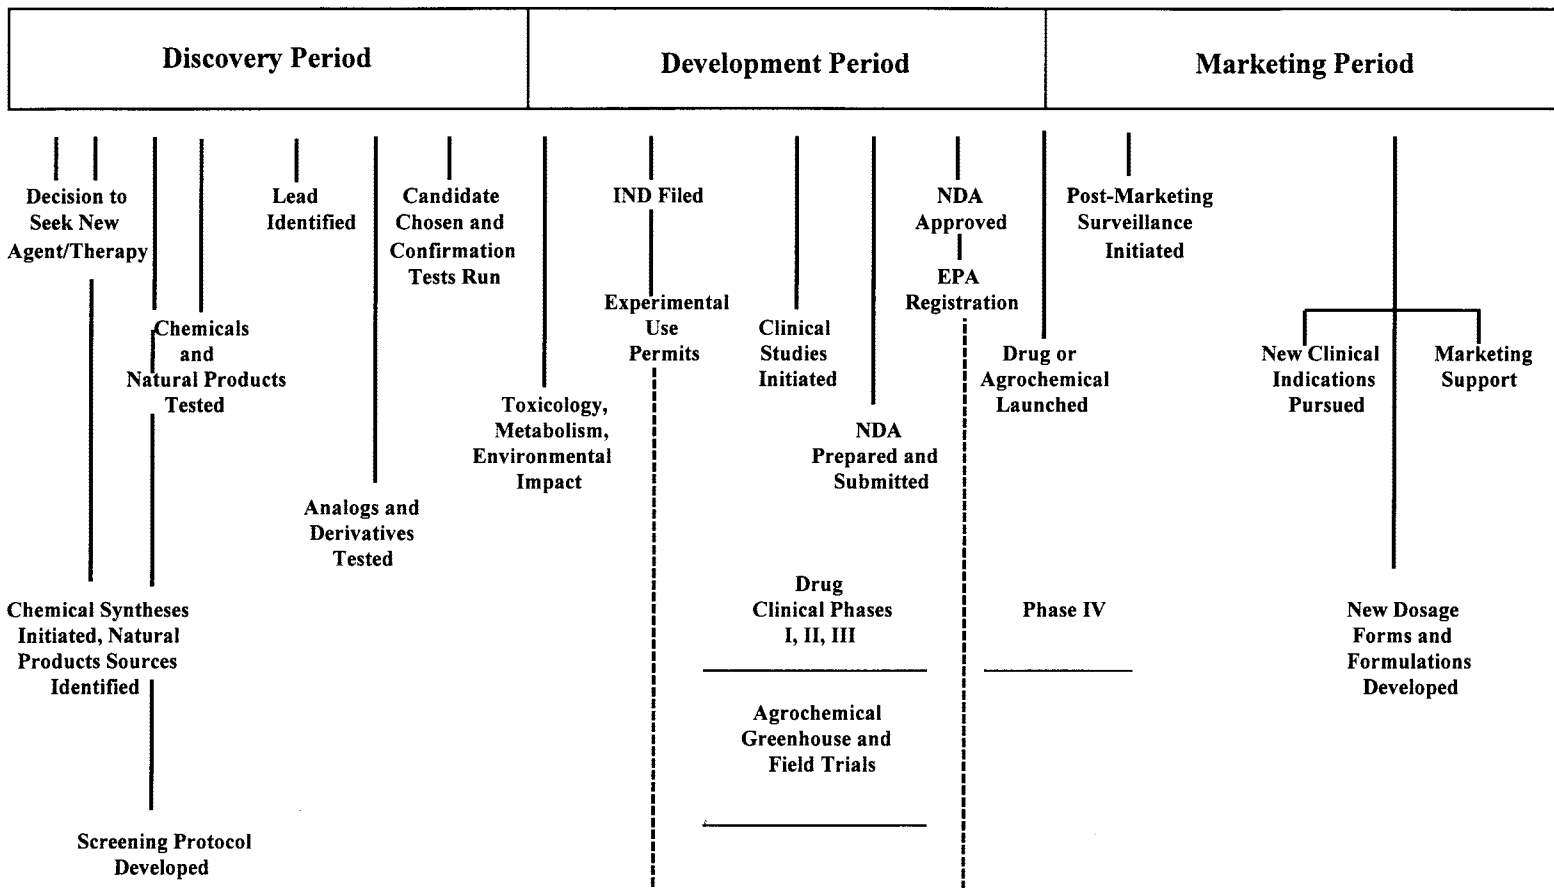 Discovery Period
Development Period
Marketing Period
Decision to
Seek New
Agent/Therapy
Lead
Identified
Candidate
Chosen and
Confirmation
Tests Run
IND Filed
NDA
Approved
EPA
Registration
Post-Marketing
Surveillance
Initiated
Chemicals
and
Natural Products
Tested
Experimental
Use
Permits
Clinical
Studies
Initiated
Drug or
Agrochemical
Launched
New Clinical
Indications
Pursued
Marketing
Support
Toxicology,
Metabolism,
Environmental
Impact
NDA
Prepared and
Submitted
Analogs and
Derivatives
Tested
Chemical Syntheses
Initiated, Natural
Products Sources
Identified
Drug
Clinical Phases
I, II, III
Phase IV
New Dosage
Forms and
Formulations
Developed
Agrochemical
Greenhouse and
Field Trials
Screening Protocol
Developed